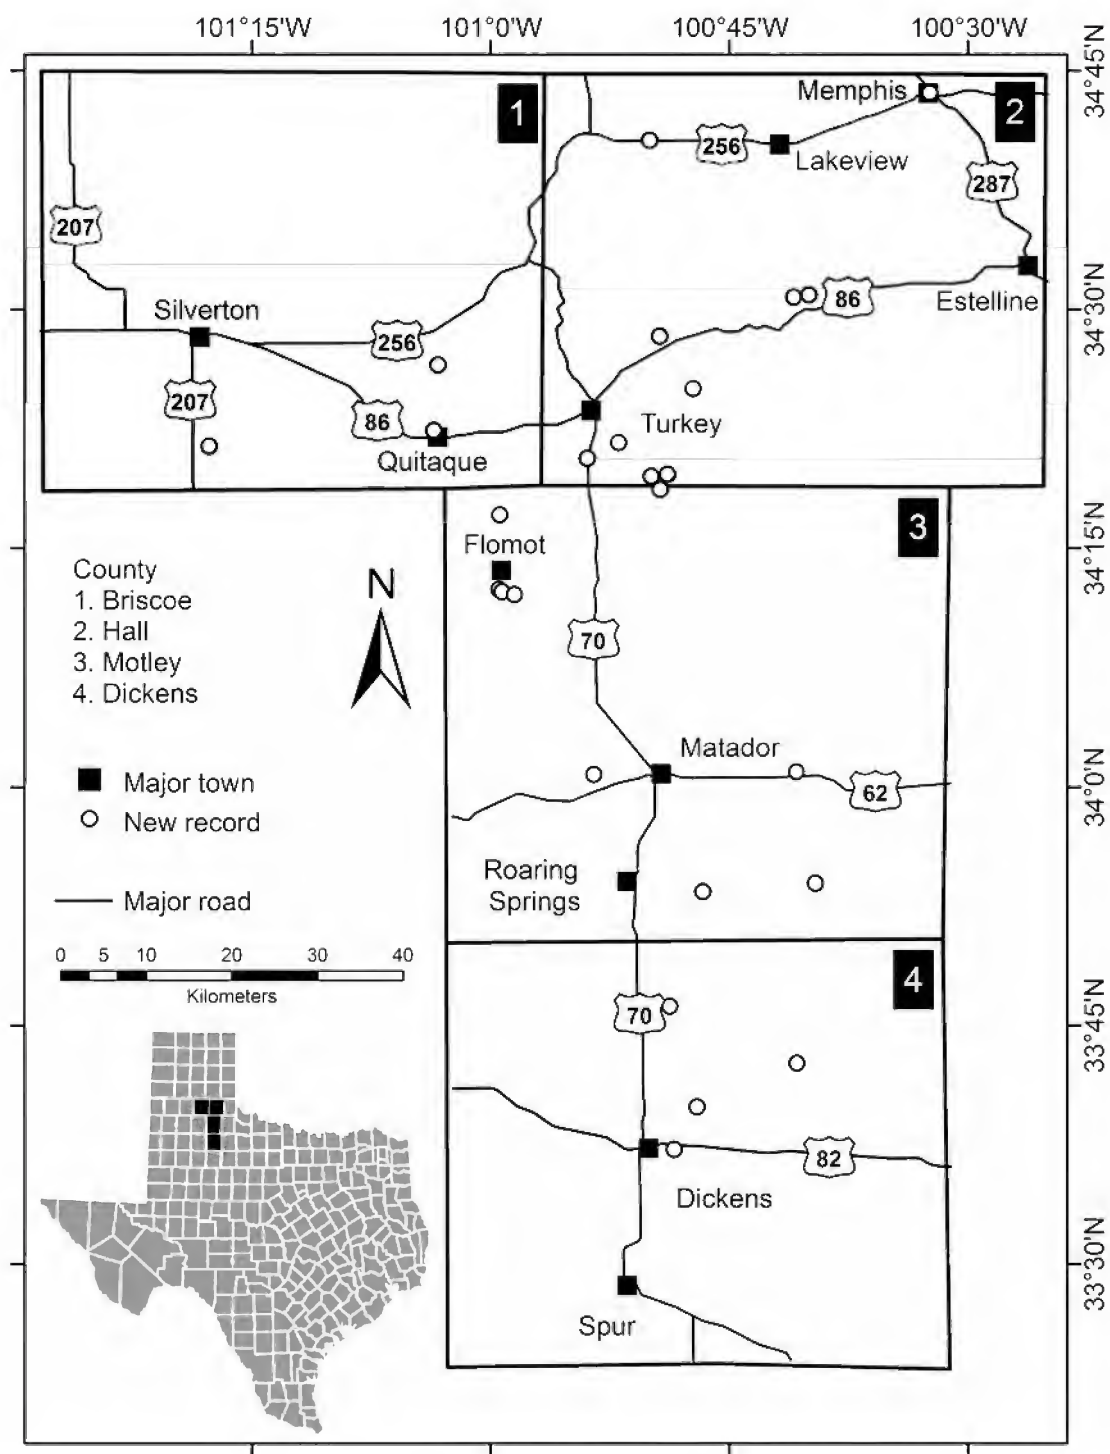 101°15'W
101°0'W
100°45'W
100°30'W
34°45'N
1
Memphis
2
256
Lakeview
287
207
Silverton
34°30'N
86
Estelline
256
207
86
Turkey
Quitaque
3
Flomot
34°15'N
County
1. Briscoe
2. Hall
3. Motley
4. Dickens
N
70
Matador
Major town
62
34°0'N
New record
Roaring
Springs
Major road
0 5 10 20 30 40
Kilometers
4
70
33°45'N
82
Dickens
33°30'N
Spur